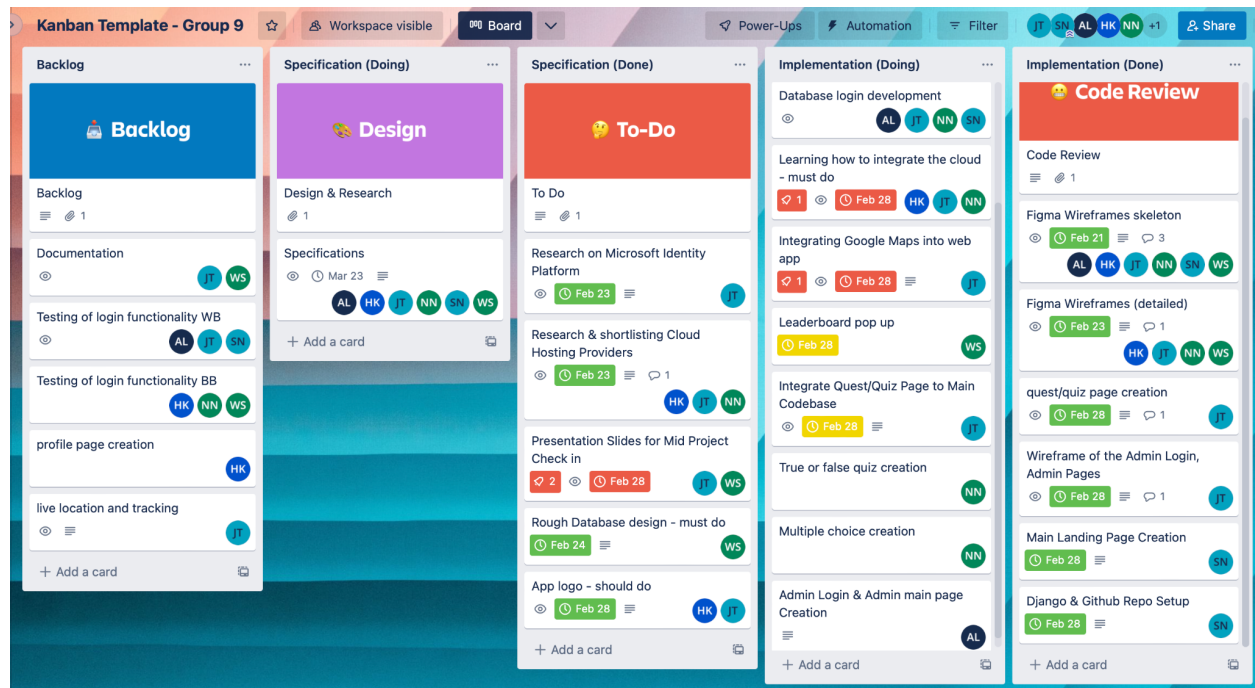 Kanban Template - Group 9
Workspace visible
Board
Power-Ups
Automation
Filter
JT SN AL HK NN +1
Share
Backlog
Backlog
Backlog
1
Documentation
JT WS
Testing of login functionality WB
AL JT SN
Testing of login functionality BB
HK NN WS
profile page creation
HK
live location and tracking
JT
+ Add a card
Specification (Doing)
Design
Design & Research
1
Specifications
Mar 23
AL HK JT NN SN WS
+ Add a card
Specification (Done)
To-Do
To Do
1
Research on Microsoft Identity
Platform
Feb 23
JT
Research & shortlisting Cloud
Hosting Providers
Feb 23 1
HK JT NN
Presentation Slides for Mid Project
Check in
2 Feb 28
JT WS
Rough Database design - must do
Feb 24
WS
App logo - should do
Feb 28
HK JT
+ Add a card
Implementation (Doing)
Database login development
AL JT NN SN
Learning how to integrate the cloud
- must do
1 Feb 28
HK JT NN
Integrating Google Maps into web
app
1 Feb 28
JT
Leaderboard pop up
Feb 28
WS
Integrate Quest/Quiz Page to Main
Codebase
Feb 28
JT
True or false quiz creation
NN
Multiple choice creation
NN
Admin Login & Admin main page
Creation
AL
+ Add a card
Implementation (Done)
Code Review
Code Review
1
Figma Wireframes skeleton
Feb 21 3
AL HK JT NN SN WS
Figma Wireframes (detailed)
Feb 23 1
HK JT NN WS
quest/quiz page creation
Feb 28 1
JT
Wireframe of the Admin Login,
Admin Pages
Feb 28 1
JT
Main Landing Page Creation
Feb 28
SN
Django & Github Repo Setup
Feb 28
SN
+ Add a card